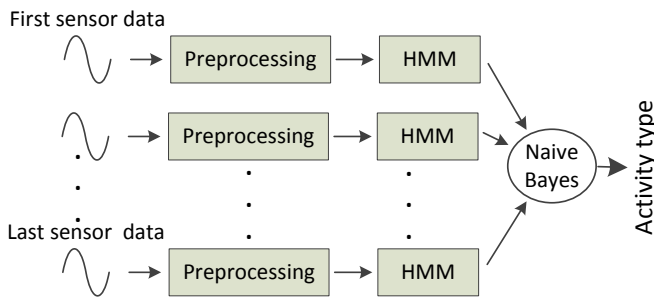 First sensor data
Preprocessing
HMM
Preprocessing
HMM
Naive
Bayes
Activity type
Last sensor data
Preprocessing
HMM